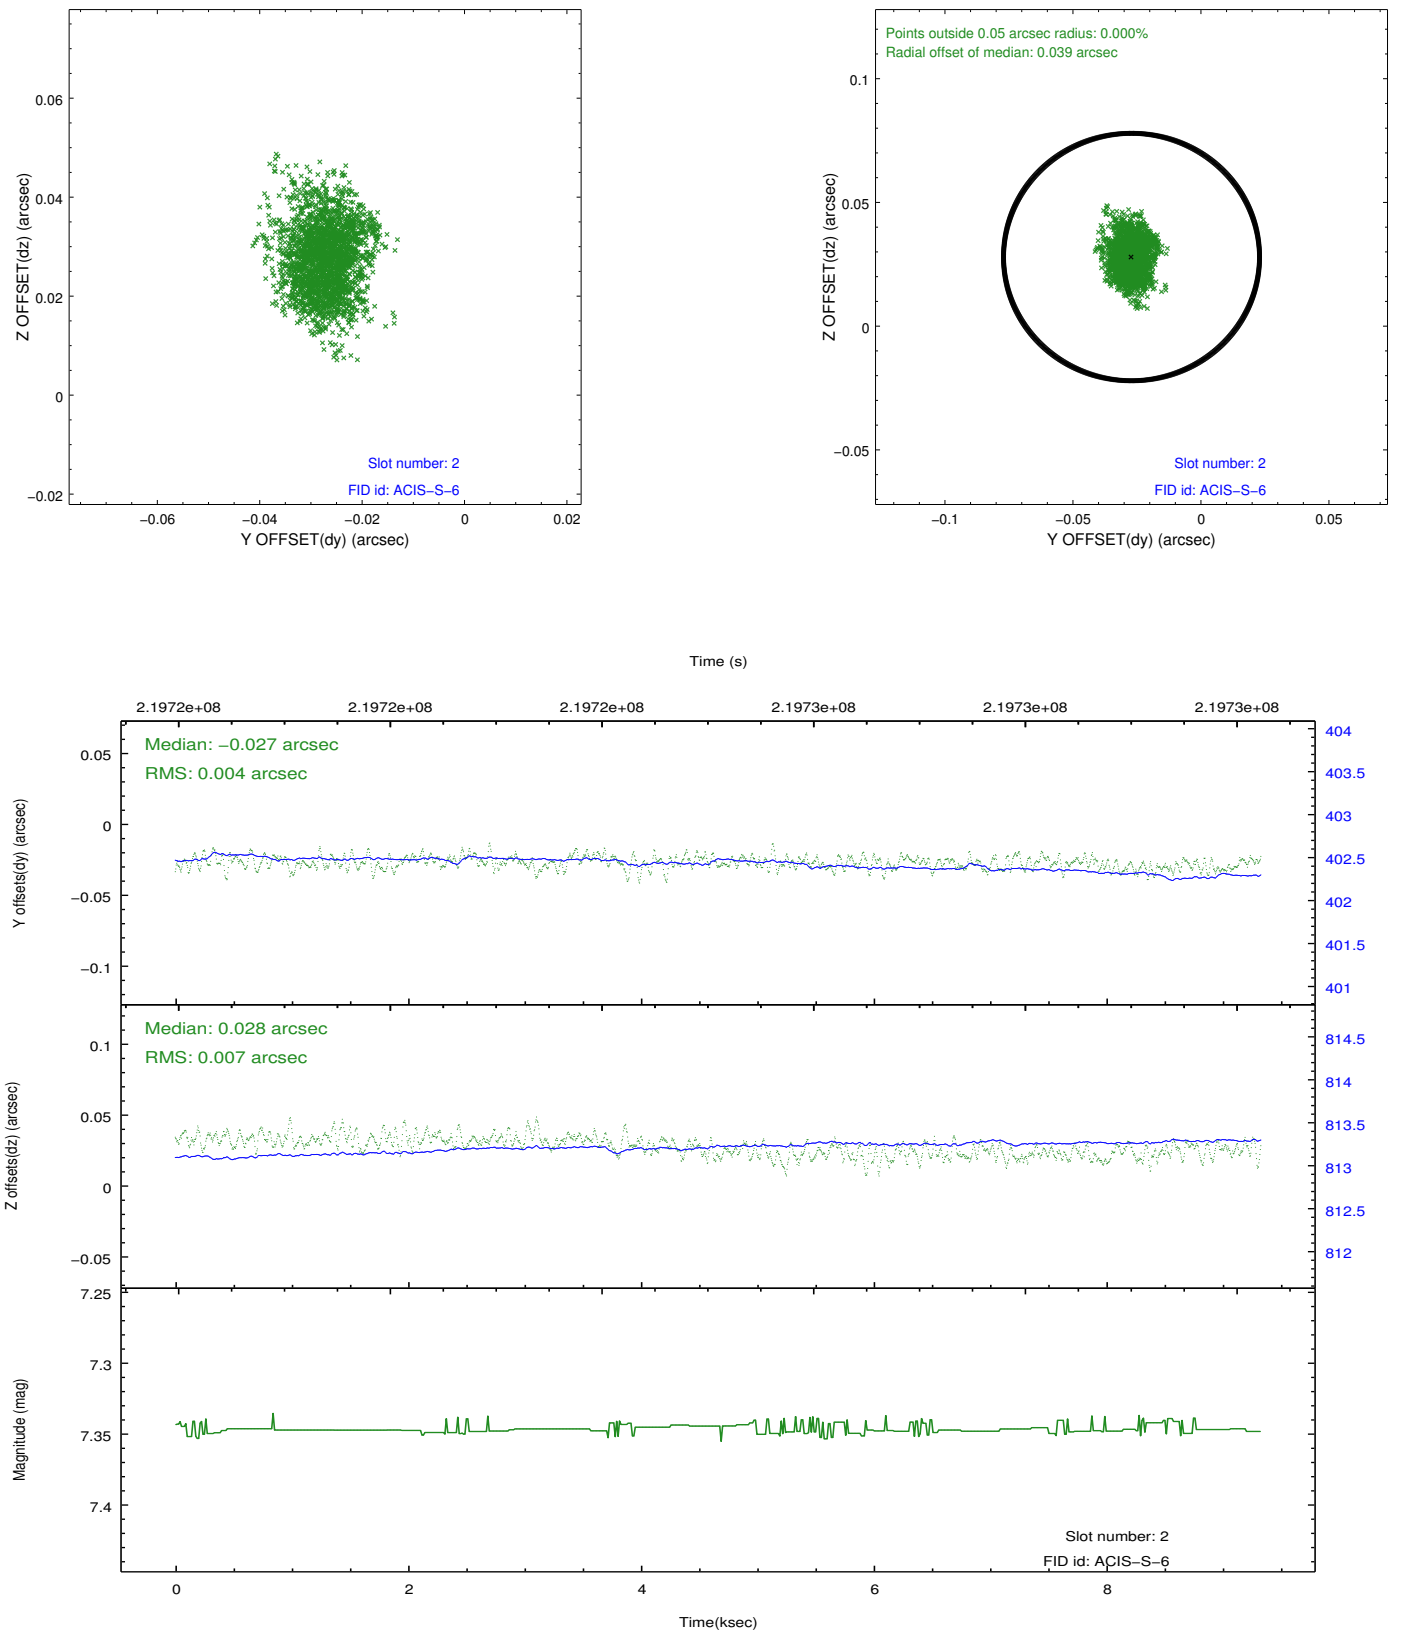 0.06
0.04
0.02
0
−0.02
Z OFFSET(dz) (arcsec)
Slot number: 2
FID id: ACIS−S−6
−0.06 −0.04 −0.02 0 0.02
Y OFFSET(dy) (arcsec)
Points outside 0.05 arcsec radius: 0.000%
Radial offset of median: 0.039 arcsec
0.1
0.05
0
−0.05
Z OFFSET(dz) (arcsec)
Slot number: 2
FID id: ACIS−S−6
−0.1 −0.05 0 0.05
Y OFFSET(dy) (arcsec)
Time (s)
2.1972e+08 2.1972e+08 2.1972e+08 2.1973e+08 2.1973e+08 2.1973e+08
Median: −0.027 arcsec
RMS: 0.004 arcsec
0.05
0
−0.05
−0.1
Y offsets(dy) (arcsec)
404
403.5
403
402.5
402
401.5
401
Median: 0.028 arcsec
RMS: 0.007 arcsec
0.1
0.05
0
−0.05
Z offsets(dz) (arcsec)
814.5
814
813.5
813
812.5
812
7.25
7.3
7.35
7.4
Magnitude (mag)
Slot number: 2
FID id: ACIS−S−6
0 2 4 6 8
Time(ksec)